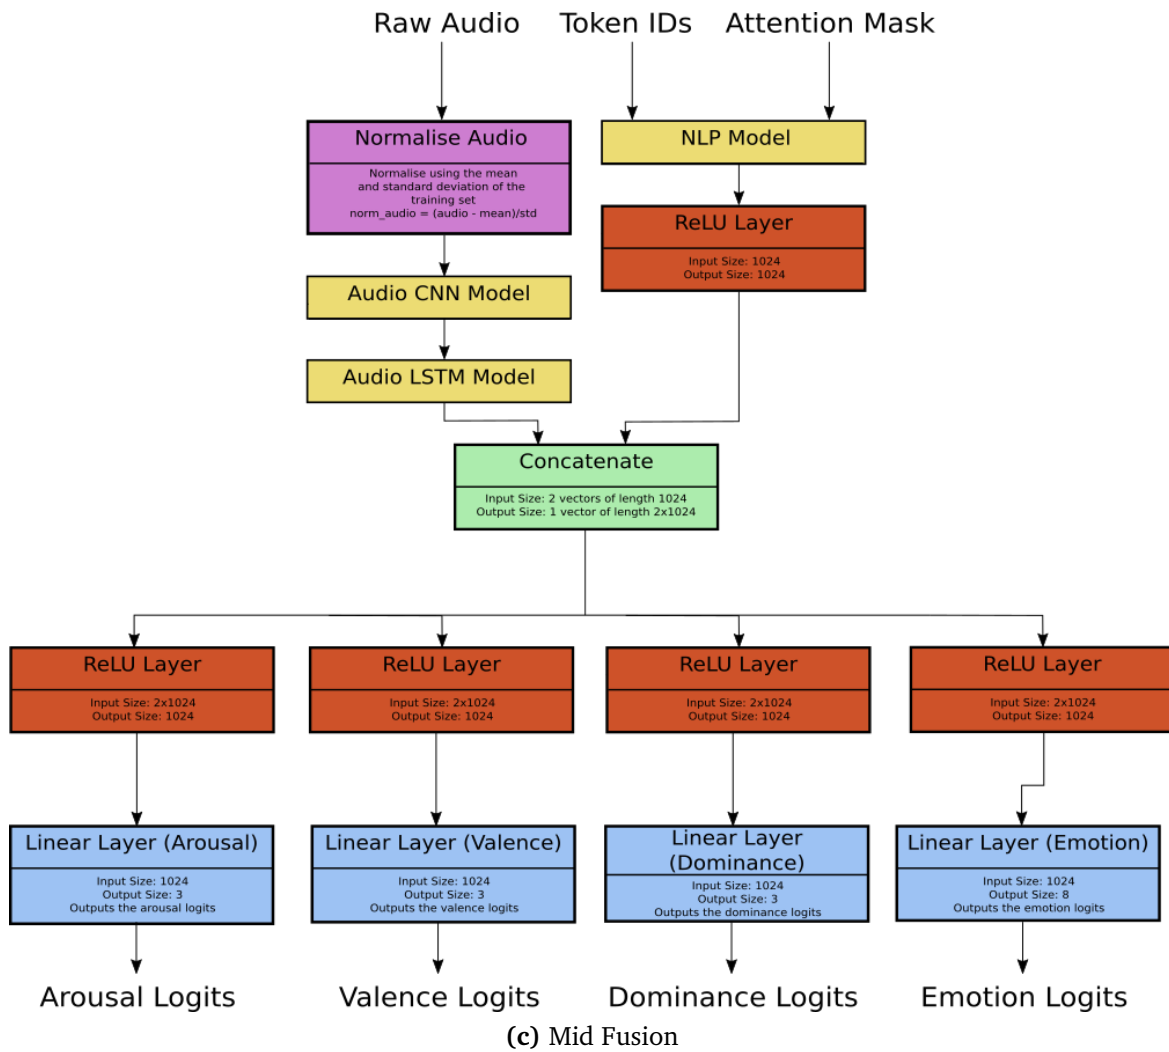 Raw Audio
Token IDs
Attention Mask
Normalise Audio
Normalise using the mean
and standard deviation of the
training set
norm_audio = (audio - mean)/std
NLP Model
ReLU Layer
Input Size: 1024
Output Size: 1024
Audio CNN Model
Audio LSTM Model
Concatenate
Input Size: 2 vectors of length 1024
Output Size: 1 vector of length 2x1024
ReLU Layer
Input Size: 2x1024
Output Size: 1024
ReLU Layer
Input Size: 2x1024
Output Size: 1024
ReLU Layer
Input Size: 2x1024
Output Size: 1024
ReLU Layer
Input Size: 2x1024
Output Size: 1024
Linear Layer (Arousal)
Input Size: 1024
Output Size: 3
Outputs the arousal logits
Linear Layer (Valence)
Input Size: 1024
Output Size: 3
Outputs the valence logits
Linear Layer
(Dominance)
Input Size: 1024
Output Size: 3
Outputs the dominance logits
Linear Layer (Emotion)
Input Size: 1024
Output Size: 8
Outputs the emotion logits
Arousal Logits
Valence Logits
Dominance Logits
Emotion Logits
(c) Mid Fusion